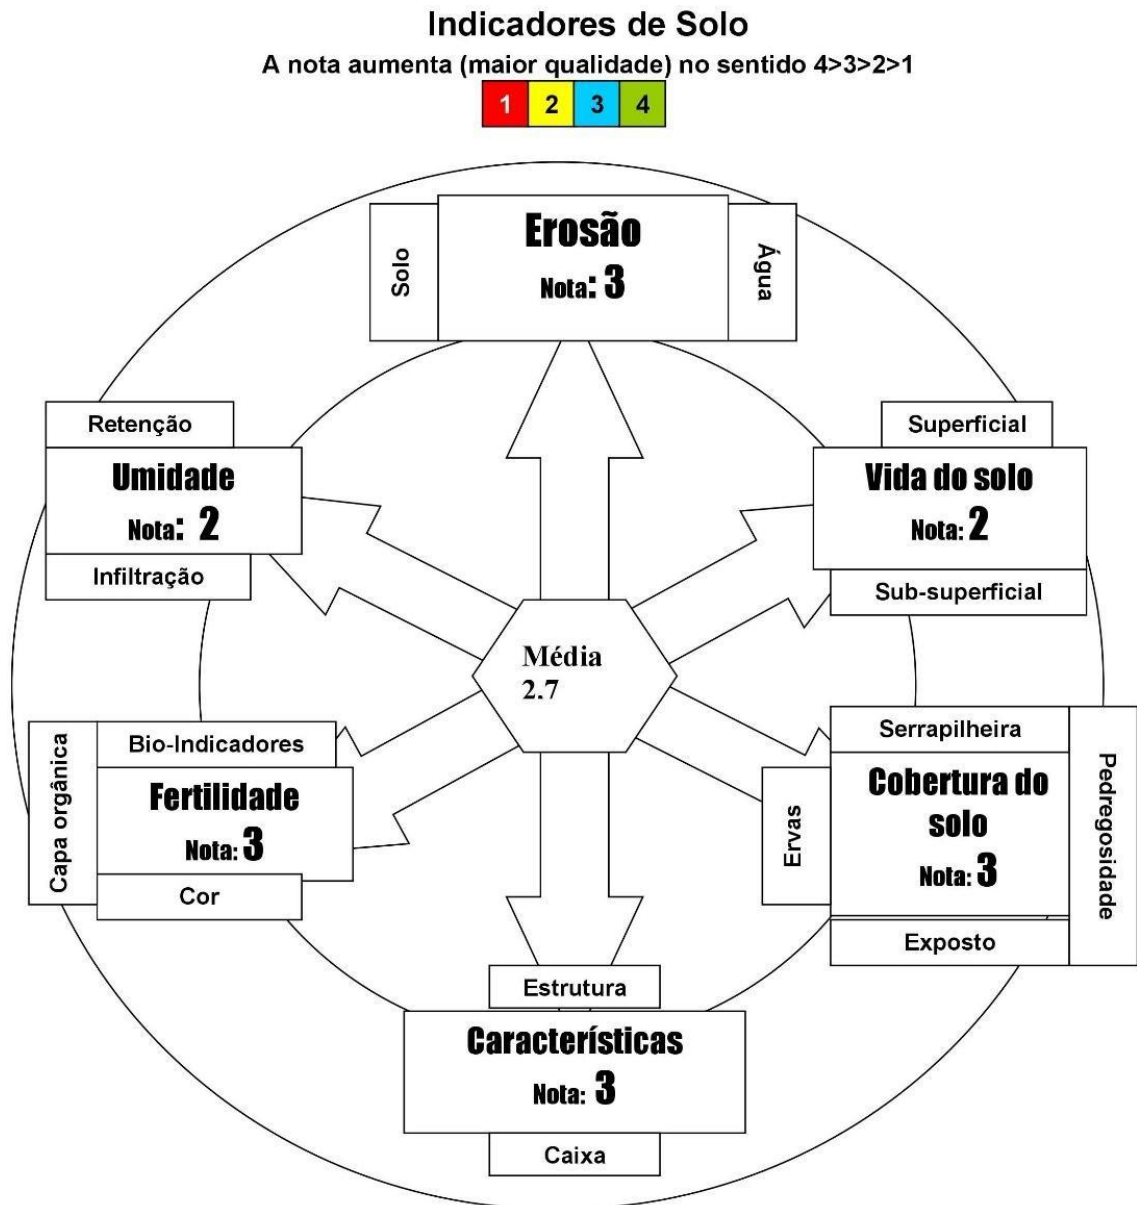 Indicadores de Solo
A nota aumenta (maior qualidade) no sentido 4>3>2>1
1 2 3 4
Solo
Erosão
Nota: 3
Água
Retenção
Umidade
Nota: 2
Infiltração
Superficial
Vida do solo
Nota: 2
Sub-superficial
Média
2.7
Capa orgânica
Bio-Indicadores
Fertilidade
Nota: 3
Cor
Ervas
Serrapilheira
Cobertura do
solo
Nota: 3
Exposto
Pedregosidade
Estrutura
Características
Nota: 3
Caixa